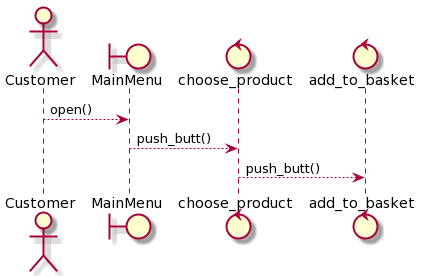 Customer MainMenu choose_product add_to_basket
open()
push_butt()
push_butt()
Customer MainMenu choose_product add_to_basket